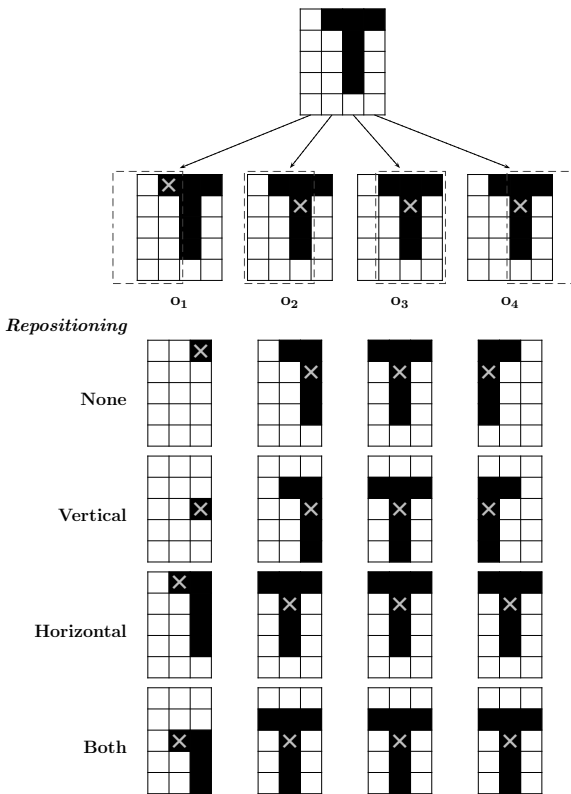 o₁ o₂ o₃ o₄
Repositioning
None
Vertical
Horizontal
Both